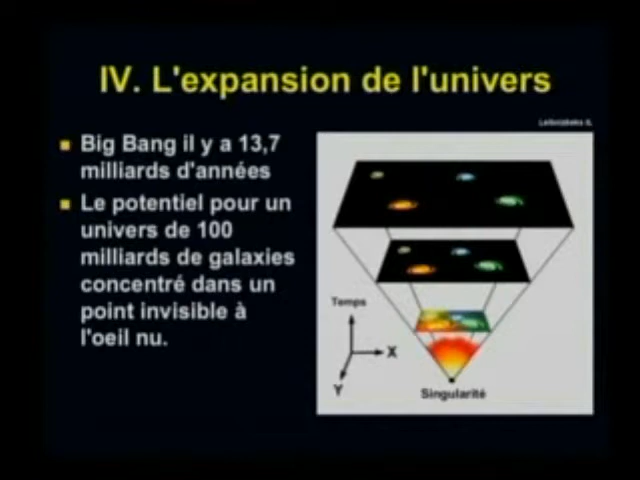 IV. L'expansion de l'univers
Big Bang il y a 13,7
milliards d'années
Le potentiel pour un
univers de 100
milliards de galaxies
concentré dans un
point invisible à
l'oeil nu.
Temps
X
Y
Singularité